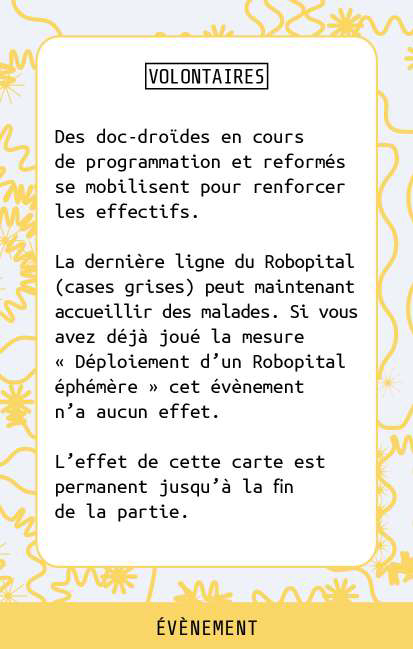 VOLONTAIRES
Des doc-droïdes en cours
de programmation et reformés
se mobilisent pour renforcer
les effectifs.
La dernière ligne du Robopital
(cases grises) peut maintenant
accueillir des malades. Si vous
avez déjà joué la mesure
« Déploiement d’un Robopital
éphémère » cet évènement
n’a aucun effet.
L’effet de cette carte est
permanent jusqu’à la fin
de la partie.
ÉVÈNEMENT